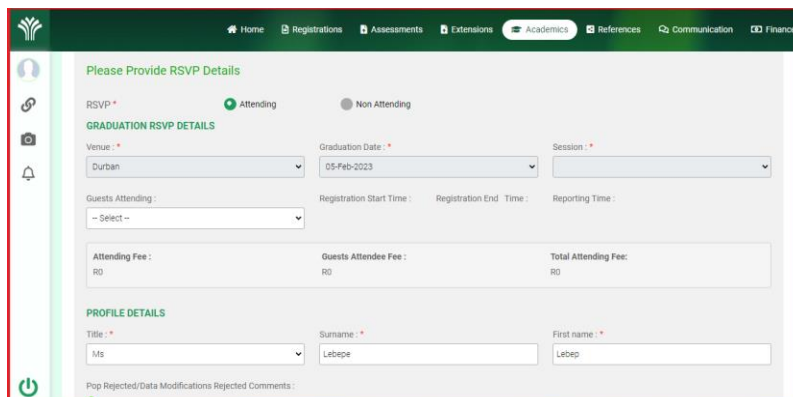 Home Registrations Assessments Extensions Academics References Communication Finance
Please Provide RSVP Details
RSVP * Attending Non Attending
GRADUATION RSVP DETAILS
Venue : * Graduation Date : * Session : *
Durban 05-Feb-2023
Guests Attending : Registration Start Time : Registration End Time : Reporting Time :
-- Select --
Attending Fee : Guests Attendee Fee : Total Attending Fee:
R0 R0 R0
PROFILE DETAILS
Title : * Surname : * First name : *
Ms Lebepe Lebep
Pop Rejected/Data Modifications Rejected Comments :